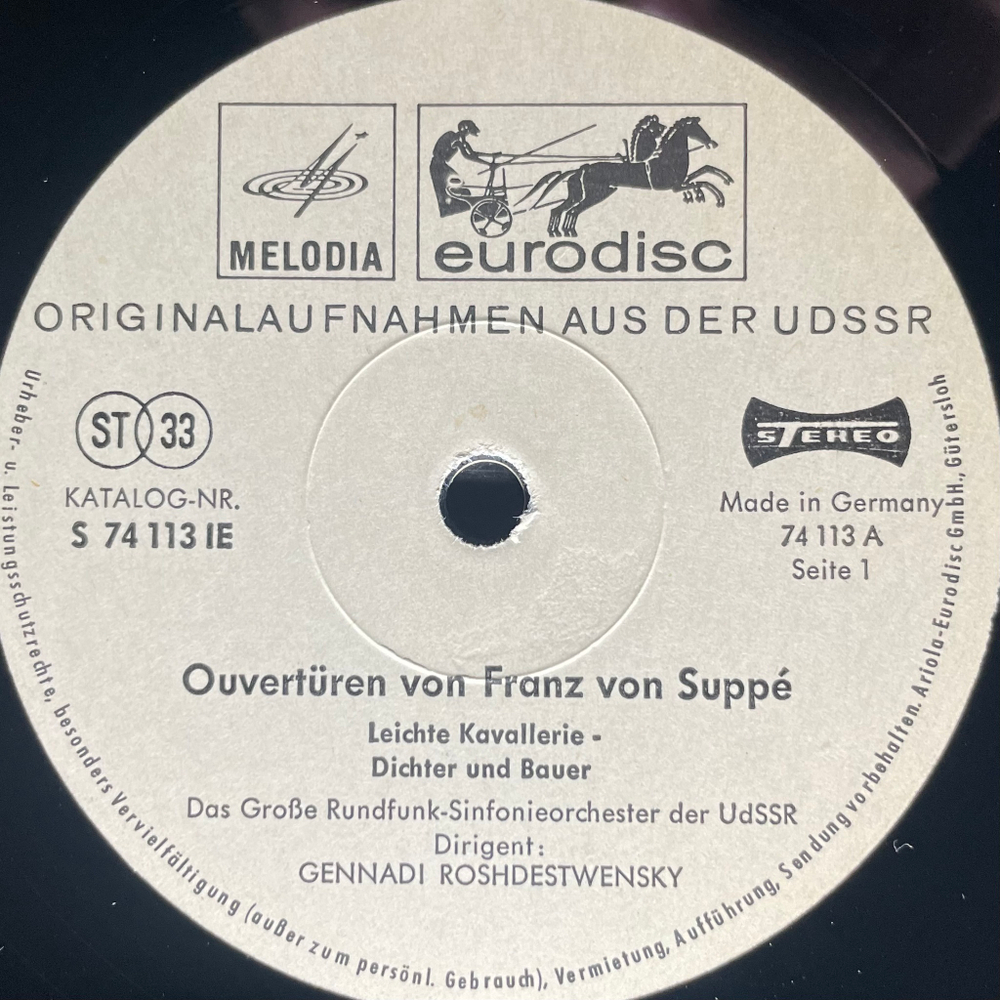 MELODIA
eurodisc
ORIGINALAUFNAHMEN AUS DER UDSSR
ST 33
STEREO
KATALOG-NR.
S 74 113 IE
Made in Germany
74 113 A
Seite 1
Ouvertüren von Franz von Suppé
Leichte Kavallerie -
Dichter und Bauer
Das Große Rundfunk-Sinfonieorchester der UdSSR
Dirigent:
GENNADI ROSHDESTWENSKY
Urheber- u. Leistungsschutzrechte, besonders Vervielfältigung (außer zum persönl. Gebrauch), Vermietung, Aufführung, Sendung vorbehalten. Ariola-Eurodisc GmbH., Gütersloh